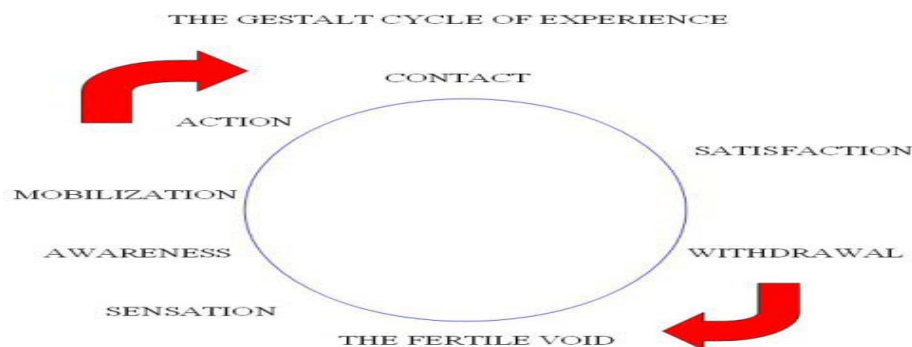 THE GESTALT CYCLE OF EXPERIENCE
CONTACT
ACTION
SATISFACTION
MOBILIZATION
AWARENESS
WITHDRAWAL
SENSATION
THE FERTILE VOID